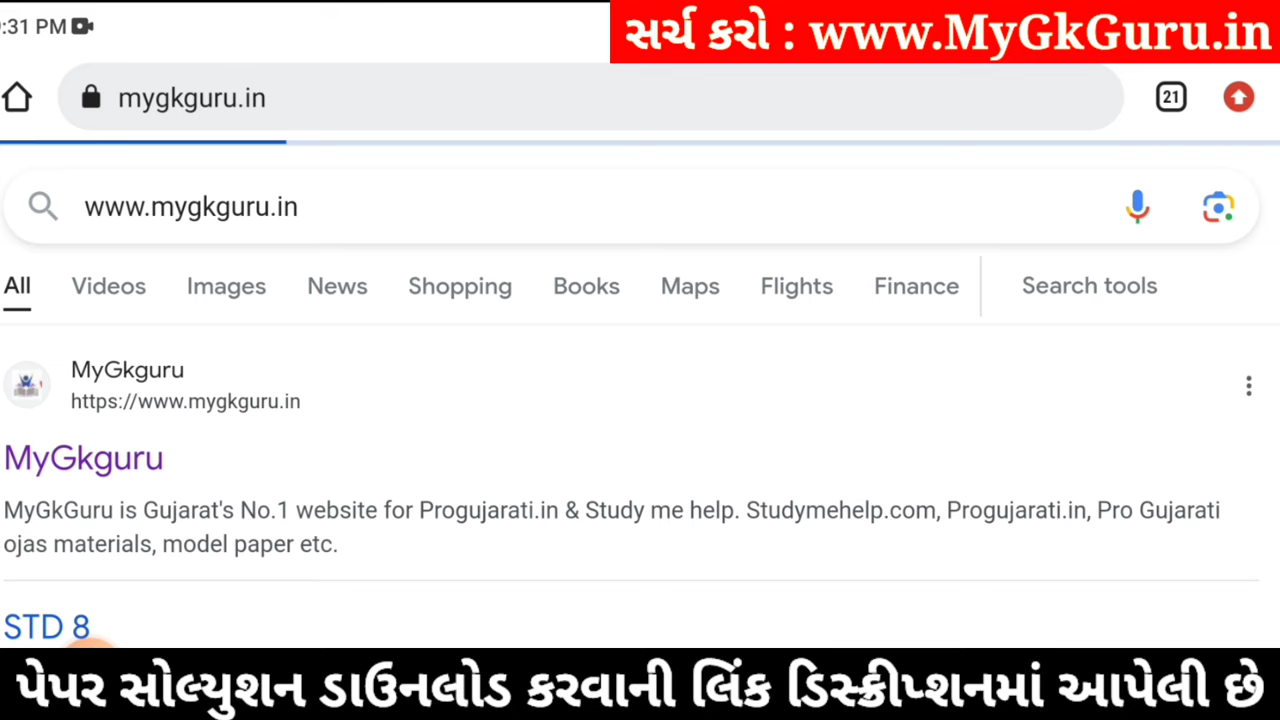 :31 PM
સર્ચ કરો : www.MyGkGuru.in
mygkguru.in
21
www.mygkguru.in
All Videos Images News Shopping Books Maps Flights Finance Search tools
MyGkguru
https://www.mygkguru.in
MyGkguru
MyGkGuru is Gujarat's No.1 website for Progujarati.in & Study me help. Studymehelp.com, Progujarati.in, Pro Gujarati
ojas materials, model paper etc.
STD 8
પેપર સોલ્યુશન ડાઉનલોડ કરવાની લિંક ડિસ્ક્રીપ્શનમાં આપેલી છે